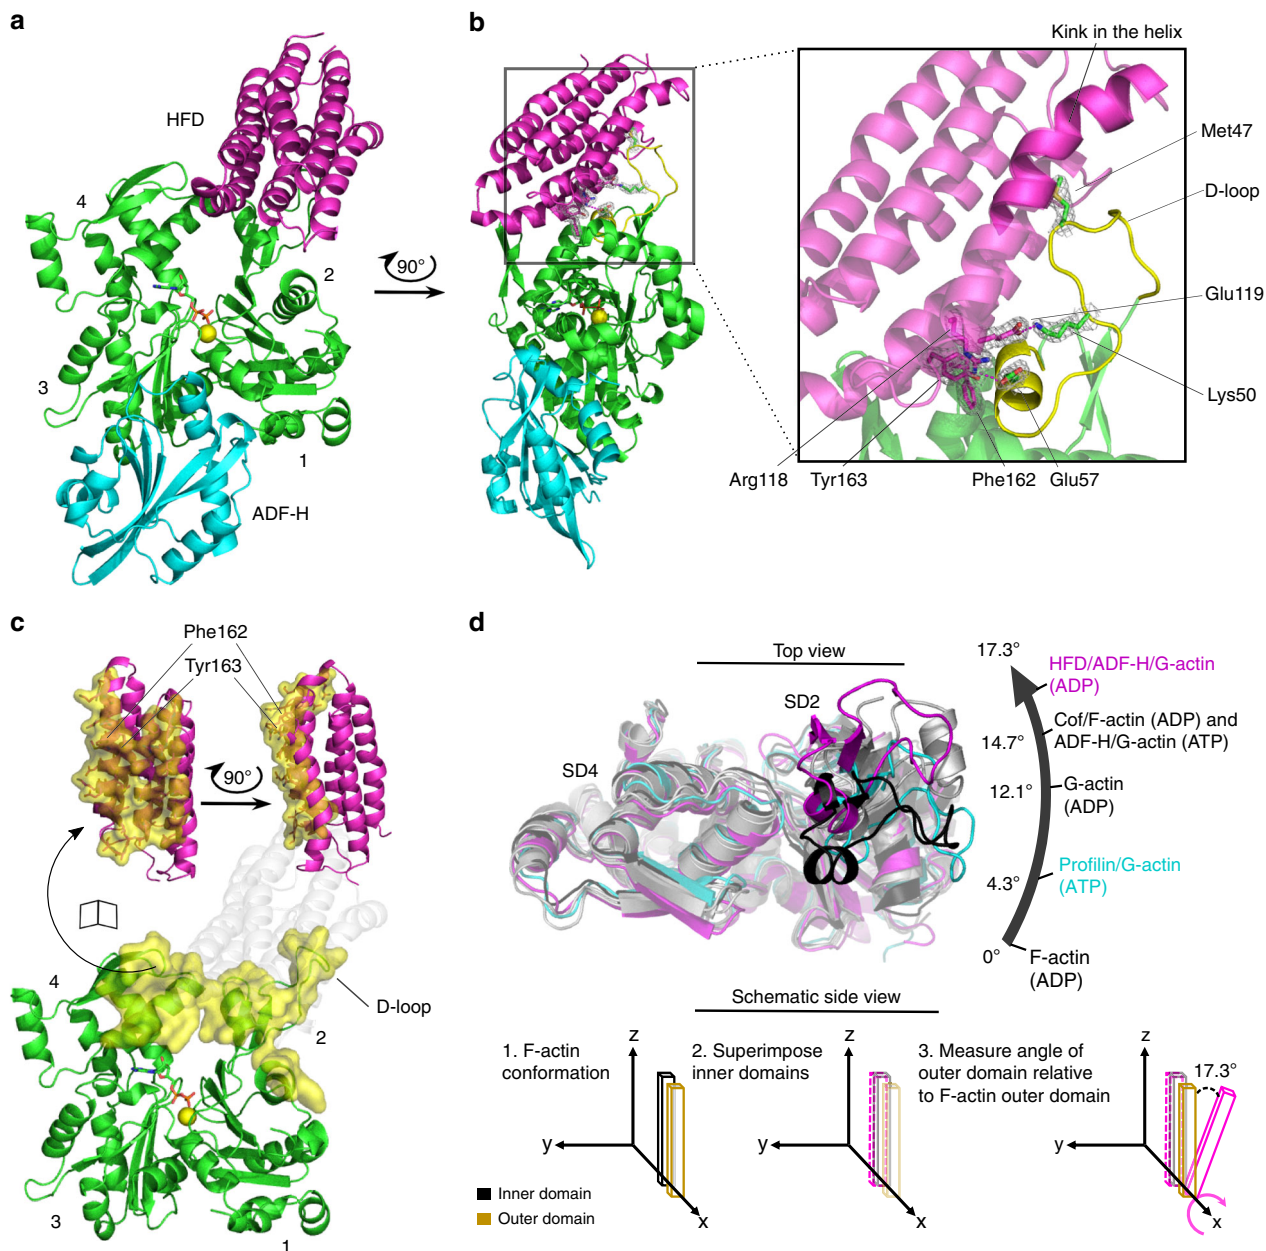 a
HFD
4
2
3
1
ADF-H
90°
b
Kink in the helix
Met47
D-loop
Glu119
Lys50
Arg118
Tyr163
Phe162
Glu57
c
Phe162
Tyr163
90°
4
D-loop
2
3
1
d
Top view
SD2
SD4
17.3°
HFD/ADF-H/G-actin
(ADP)
Cof/F-actin (ADP) and
ADF-H/G-actin (ATP)
14.7°
G-actin
(ADP)
12.1°
Profilin/G-actin
(ATP)
4.3°
0°
F-actin
(ADP)
Schematic side view
1. F-actin
conformation
z
y
x
2. Superimpose
inner domains
z
y
3. Measure angle of
outer domain relative
to F-actin outer domain
z
17.3°
y
x
Inner domain
Outer domain